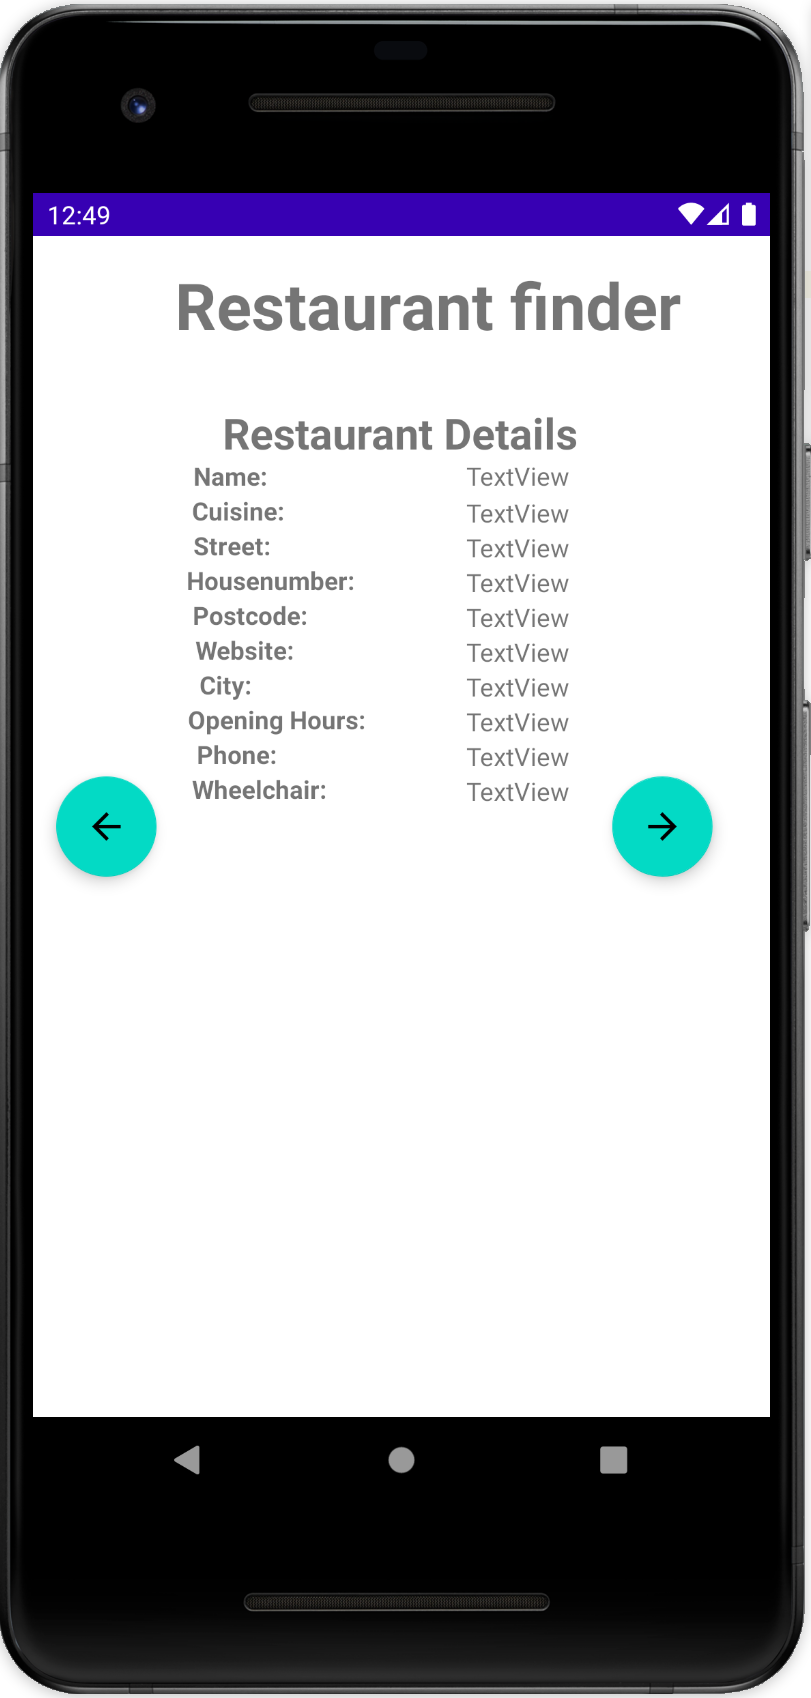 12:49
Restaurant finder
Restaurant Details
Name: TextView
Cuisine: TextView
Street: TextView
Housenumber: TextView
Postcode: TextView
Website: TextView
City: TextView
Opening Hours: TextView
Phone: TextView
Wheelchair: TextView